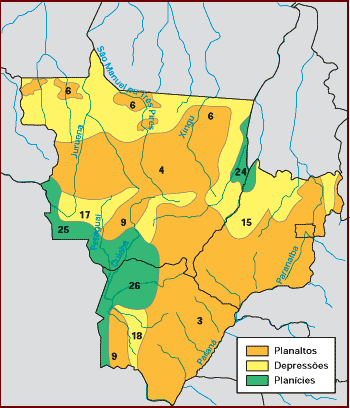 São Manuel ou Três Pires
6
6
6
Xingu
Juruena
4
24
17
9
15
25
Paraguai
Cuiabá
Paranaíba
26
3
18
9
Paraná
Planaltos
Depressões
Planícies